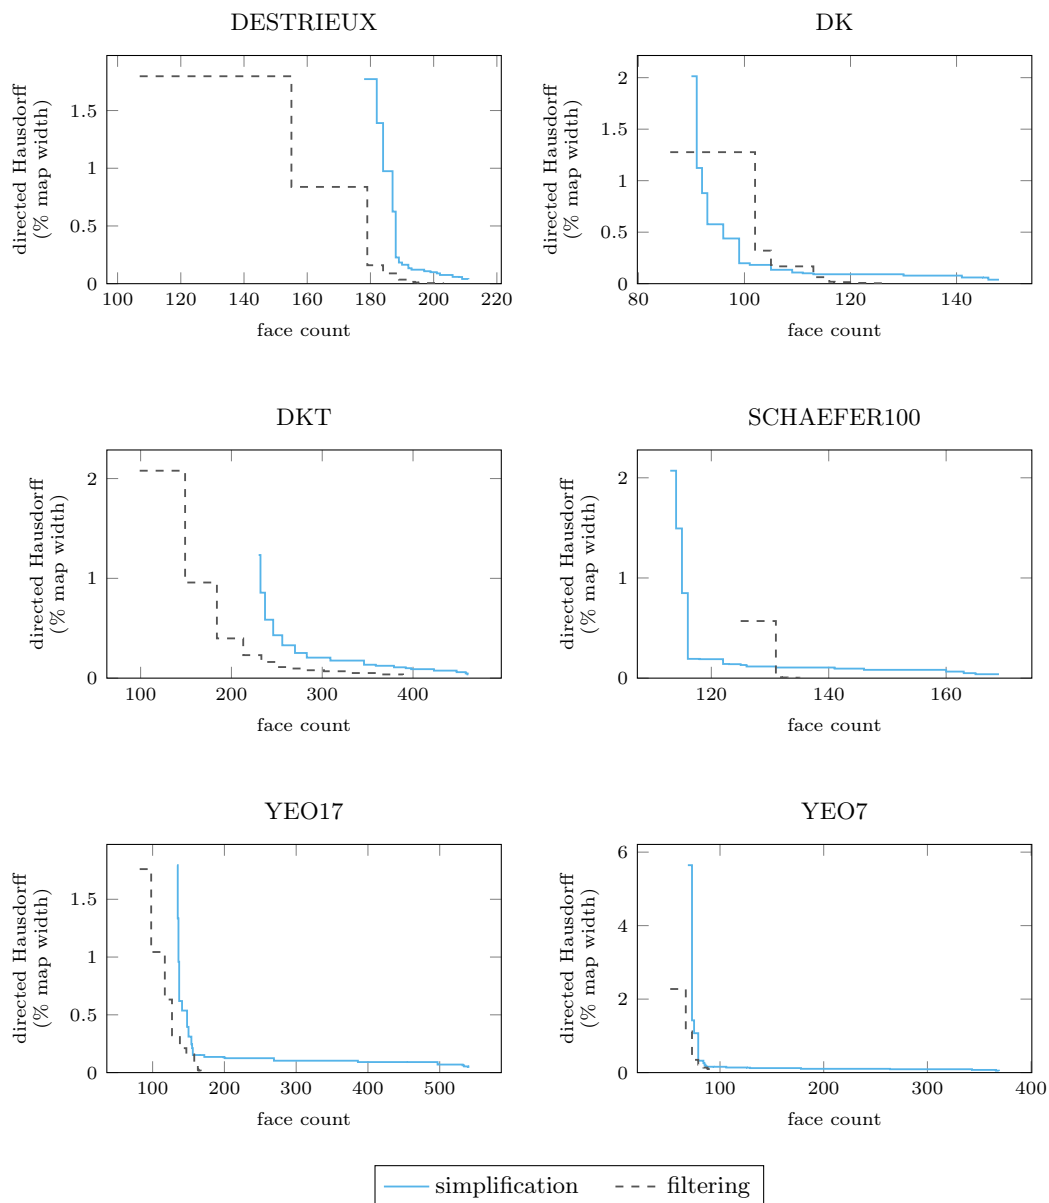 DESTRIEUX
directed Hausdorff
(% map width)
1.5
1
0.5
0
100 120 140 160 180 200 220
face count
DK
directed Hausdorff
(% map width)
2
1.5
1
0.5
0
80 100 120 140
face count
DKT
directed Hausdorff
(% map width)
2
1
0
100 200 300 400
face count
SCHAEFER100
directed Hausdorff
(% map width)
2
1
0
120 140 160
face count
YEO17
directed Hausdorff
(% map width)
1.5
1
0.5
0
100 200 300 400 500
face count
YEO7
directed Hausdorff
(% map width)
6
4
2
0
100 200 300 400
face count
simplification filtering